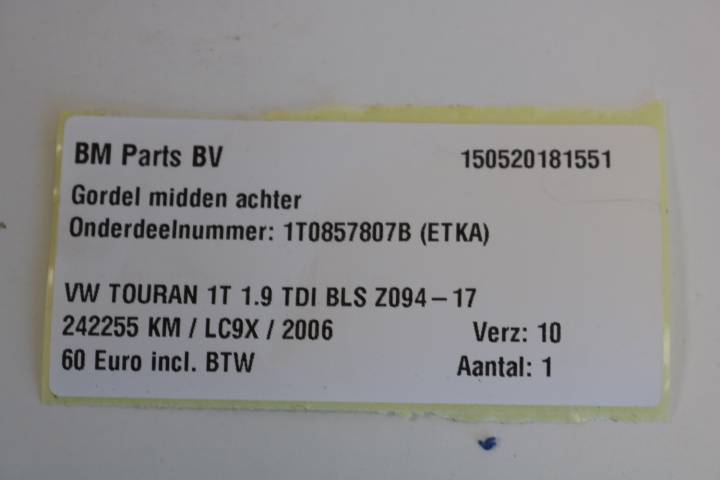 BM Parts BV 150520181551
Gordel midden achter
Onderdeelnummer: 1T0857807B (ETKA)
VW TOURAN 1T 1.9 TDI BLS Z094-17
242255 KM / LC9X / 2006 Verz: 10
60 Euro incl. BTW Aantal: 1